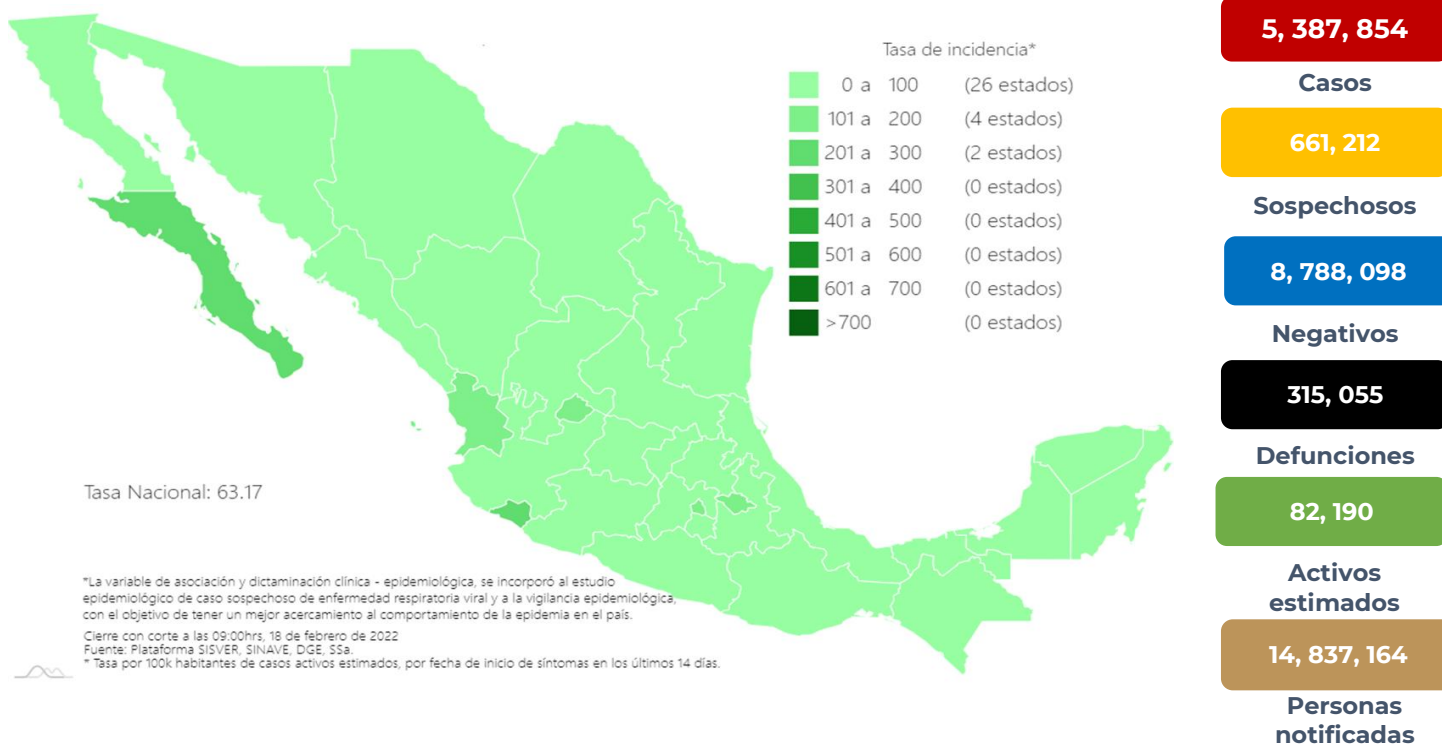 Tasa de incidencia*
0 a 100 (26 estados)
101 a 200 (4 estados)
201 a 300 (2 estados)
301 a 400 (0 estados)
401 a 500 (0 estados)
501 a 600 (0 estados)
601 a 700 (0 estados)
>700 (0 estados)
Tasa Nacional: 63.17
*La variable de asociación y dictaminación clínica - epidemiológica, se incorporó al estudio
epidemiológico de caso sospechoso de enfermedad respiratoria viral y a la vigilancia epidemiológica,
con el objetivo de tener un mejor acercamiento al comportamiento de la epidemia en el país.
Cierre con corte a las 09:00hrs, 18 de febrero de 2022
Fuente: Plataforma SISVER, SINAVE, DGE, SSa.
* Tasa por 100k habitantes de casos activos estimados, por fecha de inicio de síntomas en los últimos 14 días.
5, 387, 854
Casos
661, 212
Sospechosos
8, 788, 098
Negativos
315, 055
Defunciones
82, 190
Activos
estimados
14, 837, 164
Personas
notificadas